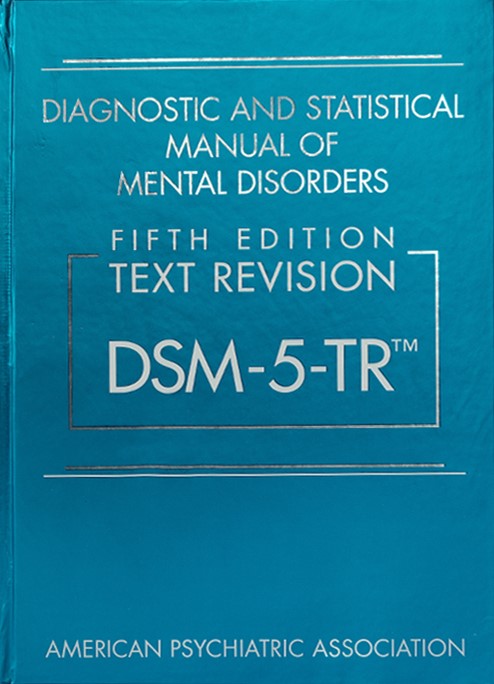 DIAGNOSTIC AND STATISTICAL
MANUAL OF
MENTAL DISORDERS
FIFTH EDITION
TEXT REVISION
DSM-5-TR™
AMERICAN PSYCHIATRIC ASSOCIATION